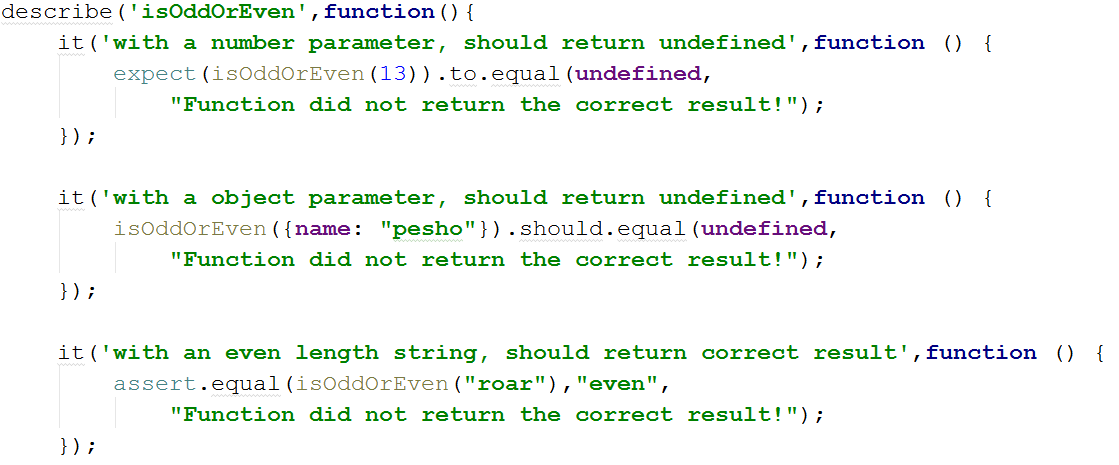 describe('isOddOrEven',function(){
    it('with a number parameter, should return undefined',function () {
        expect(isOddOrEven(13)).to.equal(undefined,
            "Function did not return the correct result!");
    });

    it('with a object parameter, should return undefined',function () {
        isOddOrEven({name: "pesho"}).should.equal(undefined,
            "Function did not return the correct result!");
    });

    it('with an even length string, should return correct result',function () {
        assert.equal(isOddOrEven("roar"),"even",
            "Function did not return the correct result!");
    });